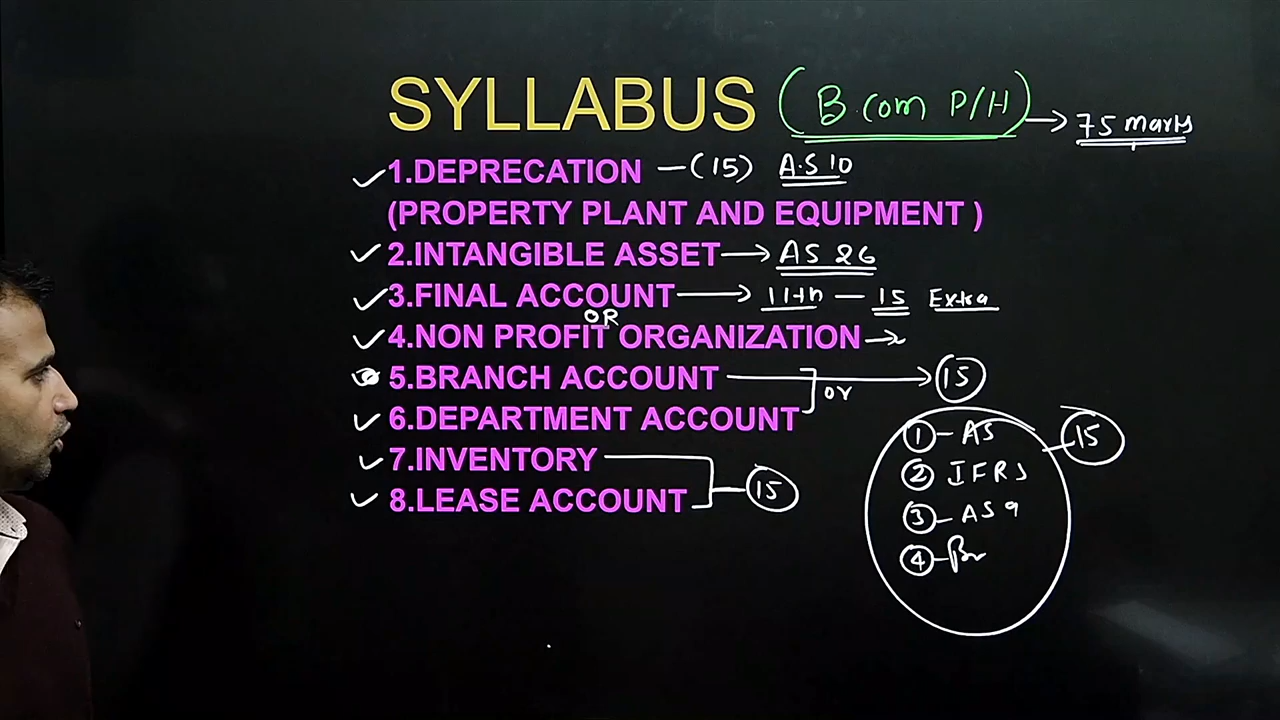 SYLLABUS (B.com P/H) → 75 marks
1.DEPRECATION - (15) A.S 10
(PROPERTY PLANT AND EQUIPMENT )
2.INTANGIBLE ASSET → AS 26
3.FINAL ACCOUNT → 11th - 15 Extra
OR
4.NON PROFIT ORGANIZATION →
5.BRANCH ACCOUNT → 15
or
6.DEPARTMENT ACCOUNT
7.INVENTORY
8.LEASE ACCOUNT - 15
1 - AS - 15
2 IFRS
3 - AS 9
4 -